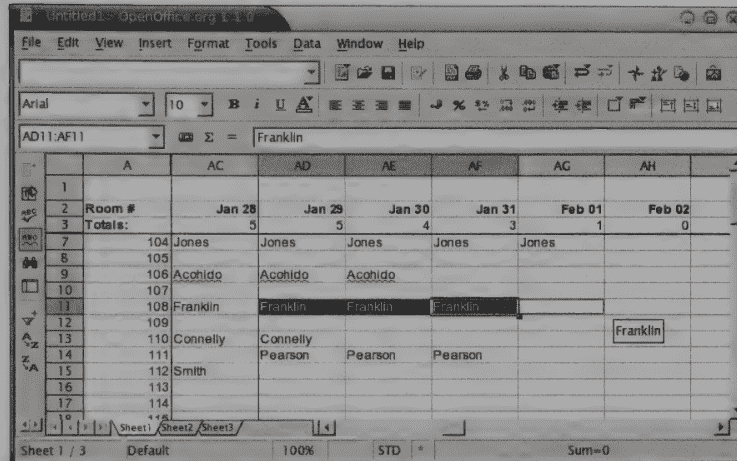 Untitled1 - OpenOffice.org 1.1.0
File Edit View Insert Format Tools Data Window Help
Arial 10 B i U A
AD11:AF11 Σ = Franklin
A AC AD AE AF AG AH
1
2 Room # Jan 28 Jan 29 Jan 30 Jan 31 Feb 01 Feb 02
3 Totals: 5 5 4 3 1 0
7 104 Jones Jones Jones Jones Jones
8 105
9 106 Acohido Acohido Acohido
10 107
11 108 Franklin Franklin Franklin Franklin
12 109
Franklin
13 110 Connelly Connelly
14 111 Pearson Pearson Pearson
15 112 Smith
16 113
17 114
18 115
Sheet1 Sheet2 Sheet3
Sheet 1 / 3 Default 100% STD * Sum=0